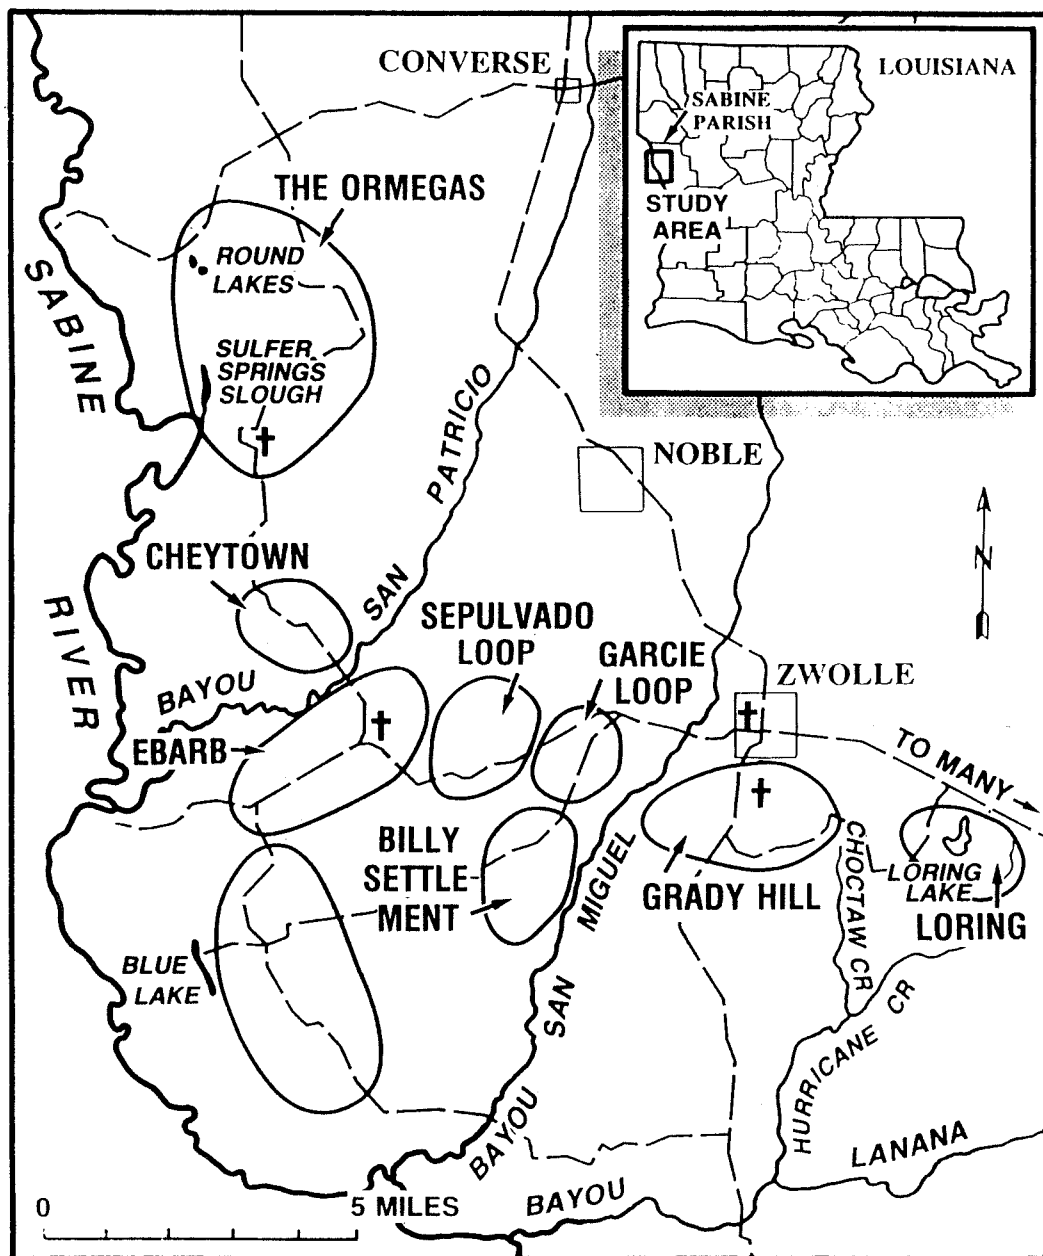 CONVERSE
LOUISIANA
SABINE
PARISH
STUDY
AREA
THE ORMEGAS
ROUND
LAKES
SABINE
SULFER
SPRINGS
SLOUGH
PATRICIO
NOBLE
N
CHEYTOWN
SAN
RIVER
SEPULVADO
LOOP
GARCIE
LOOP
ZWOLLE
BAYOU
EBARB
TO MANY
BILLY
SETTLE-
MENT
MIGUEL
GRADY HILL
CHOCTAW CR
LORING
LAKE
LORING
BLUE
LAKE
SAN
HURRICANE CR
BAYOU
LANANA
BAYOU
0
5 MILES